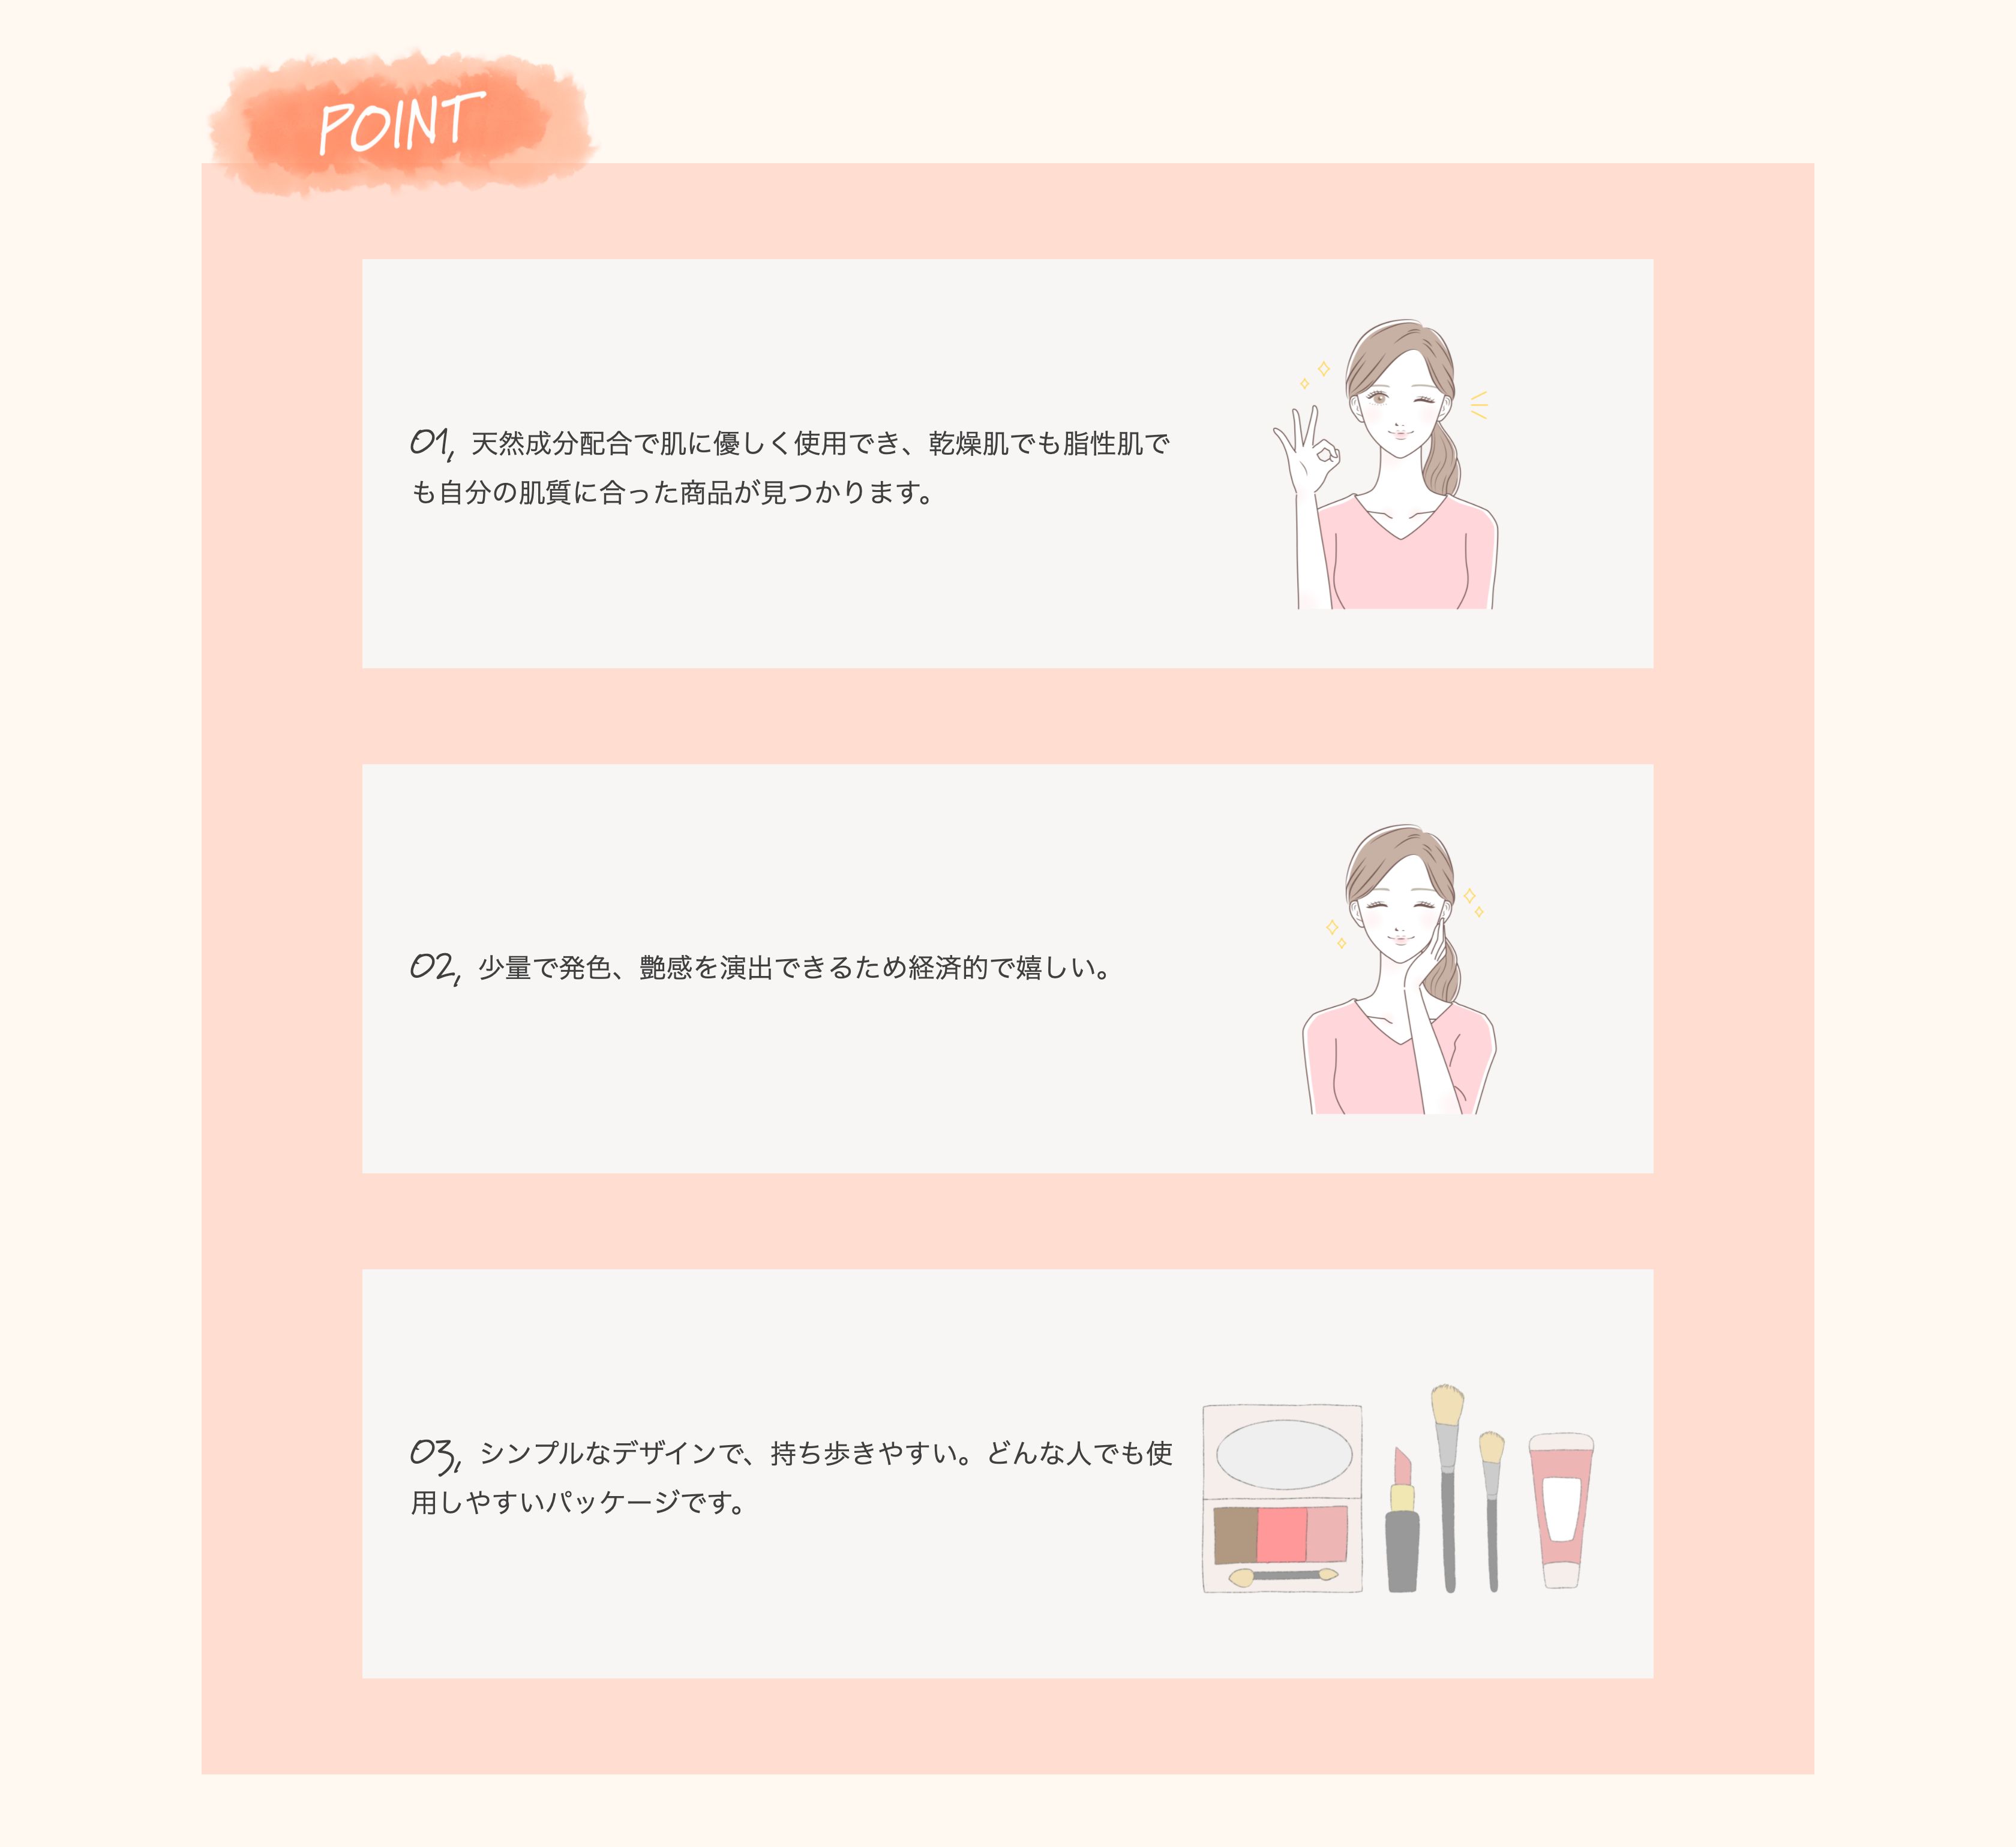 POINT
01, 天然成分配合で肌に優しく使用でき、乾燥肌でも脂性肌で
も自分の肌質に合った商品が見つかります。
02, 少量で発色、艶感を演出できるため経済的で嬉しい。
03, シンプルなデザインで、持ち歩きやすい。どんな人でも使
用しやすいパッケージです。